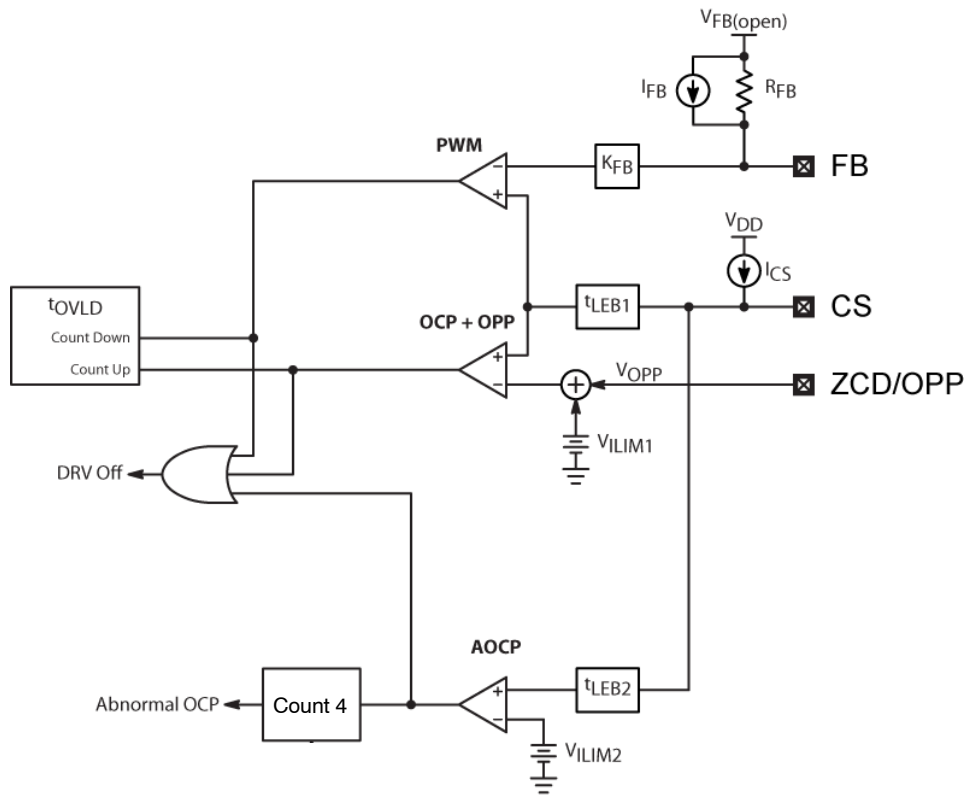 VFB(open)
IFB
RFB
PWM
KFB
FB
VDD
ICS
tOVLD
Count Down
Count Up
OCP + OPP
tLEB1
CS
VOPP
ZCD/OPP
VILIM1
DRV Off
AOCP
tLEB2
Abnormal OCP
Count 4
VILIM2